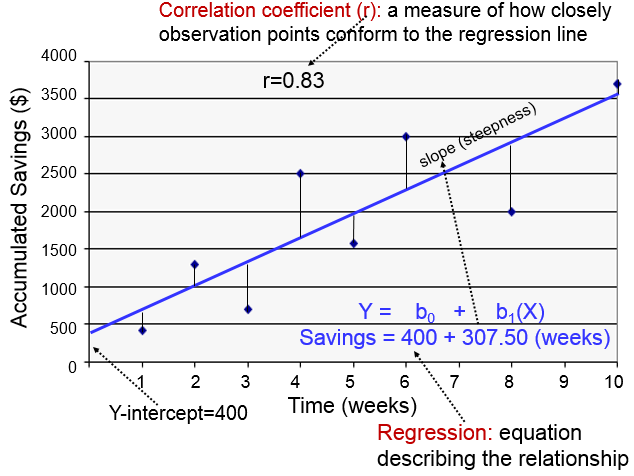 Correlation coefficient (r): a measure of how closely
observation points conform to the regression line
4000
3500
3000
2500
2000
1500
1000
500
0
Accumulated Savings ($)
r=0.83
slope (steepness)
Y = b0 + b1(X)
Savings = 400 + 307.50 (weeks)
1 2 3 4 5 6 7 8 9 10
Time (weeks)
Y-intercept=400
Regression: equation
describing the relationship